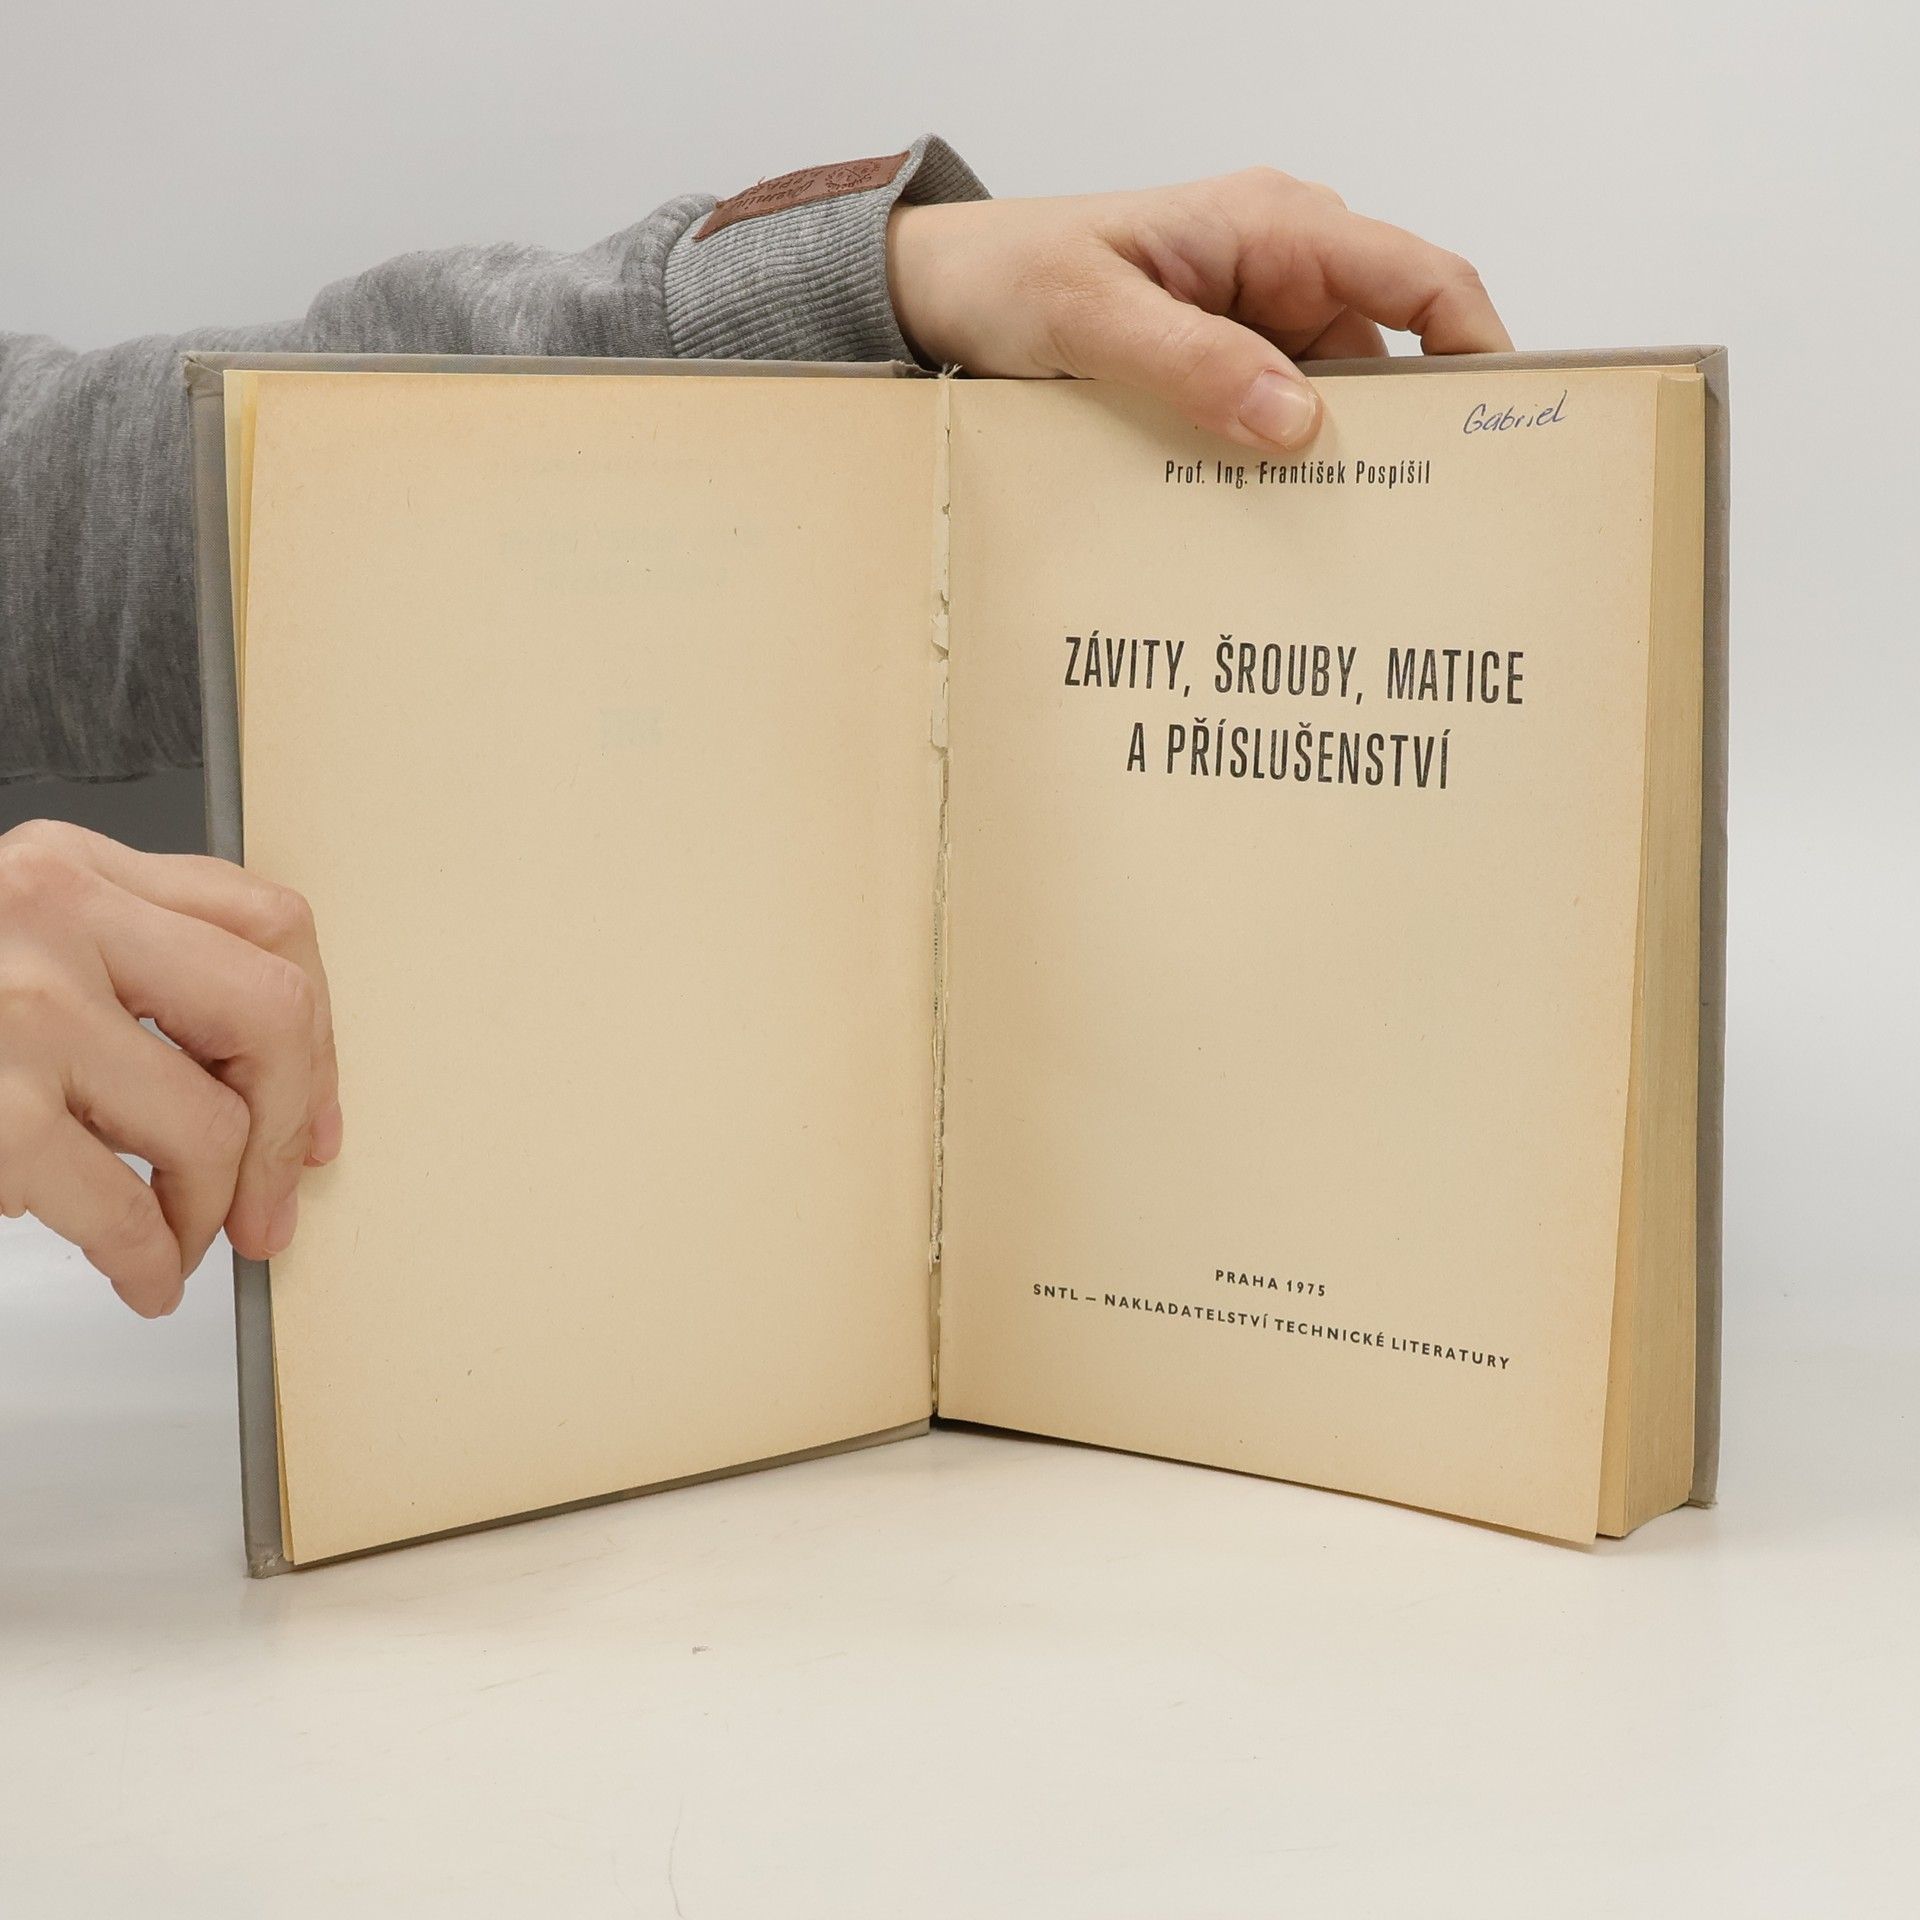 Gabriel
Prof. Ing. František Pospíšil
ZÁVITY, ŠROUBY, MATICE
A PŘÍSLUŠENSTVÍ
PRAHA 1975
SNTL – NAKLADATELSTVÍ TECHNICKÉ LITERATURY